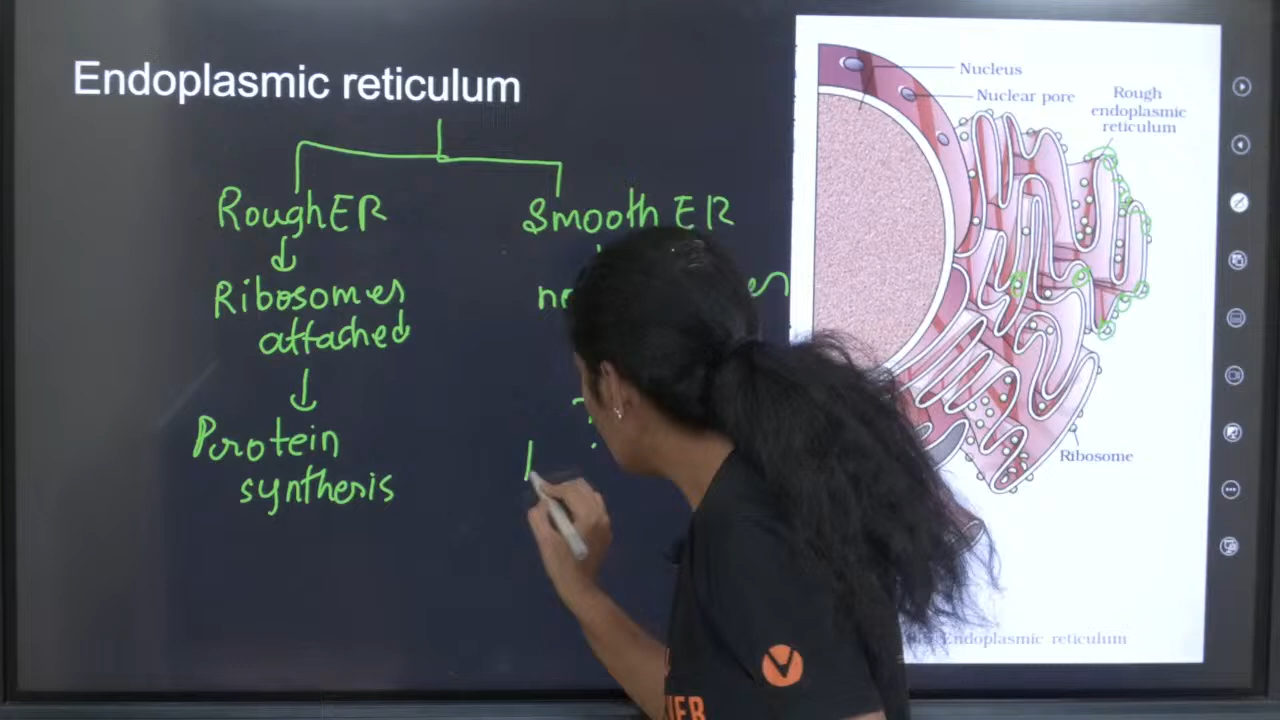 Endoplasmic reticulum
Rough ER
Smooth ER
Ribosomes
attached
Protein
synthesis
Nucleus
Nuclear pore
Rough
endoplasmic
reticulum
Ribosome
Endoplasmic reticulum